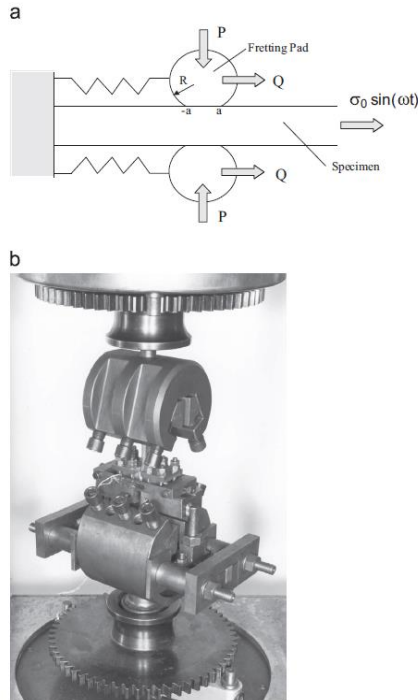 a
P
Fretting Pad
R
Q
-a a
σ₀ sin(ωt)
Specimen
Q
P
b